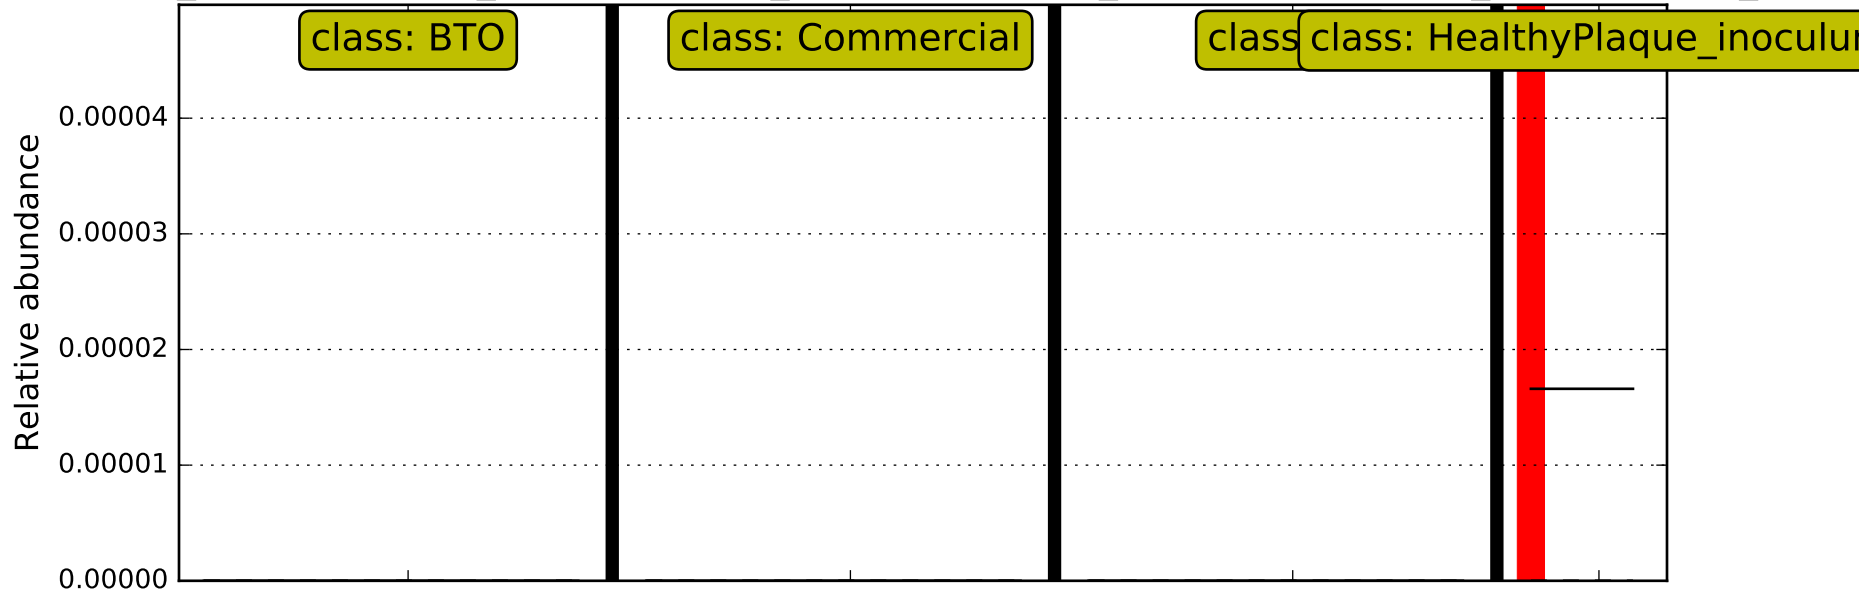 class: BTO
class: Commercial
class
class: HealthyPlaque_inoculu
Relative abundance
0.00004
0.00003
0.00002
0.00001
0.00000